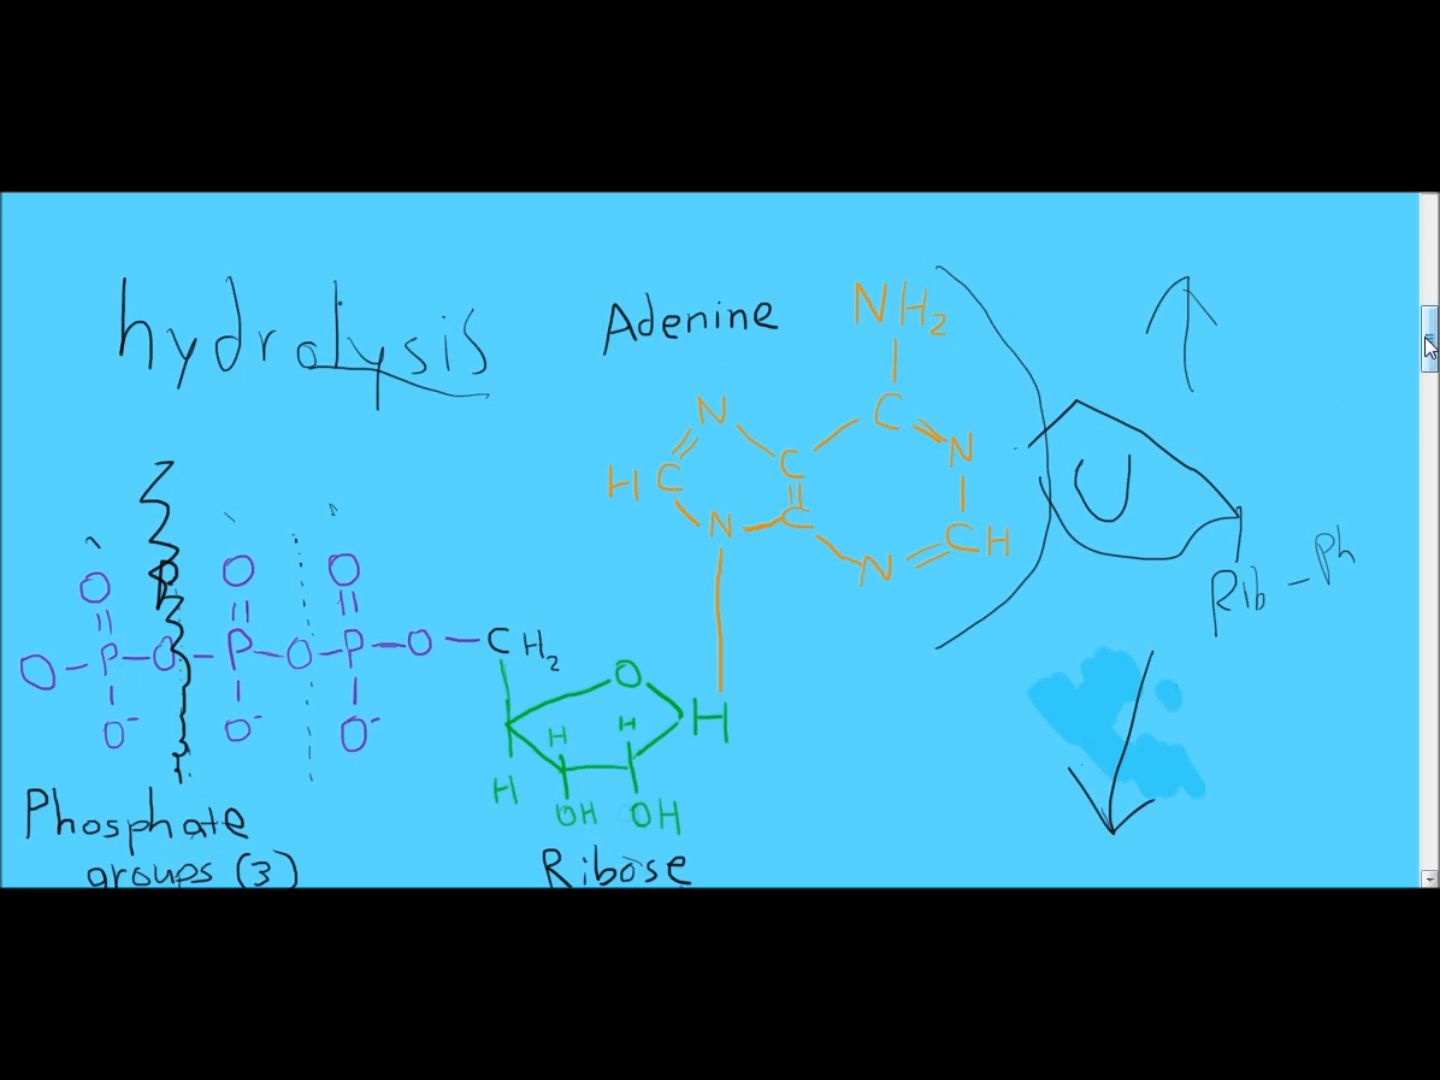 hydrolysis
Adenine
NH2
N
C
N
C
H C
N
C
N
CH
U
Rib - Ph
O
O
O
O - P - O - P - O - P - O - CH2
O-
O-
O-
O
H
H
H
H
OH
OH
Phosphate
groups (3)
Ribose